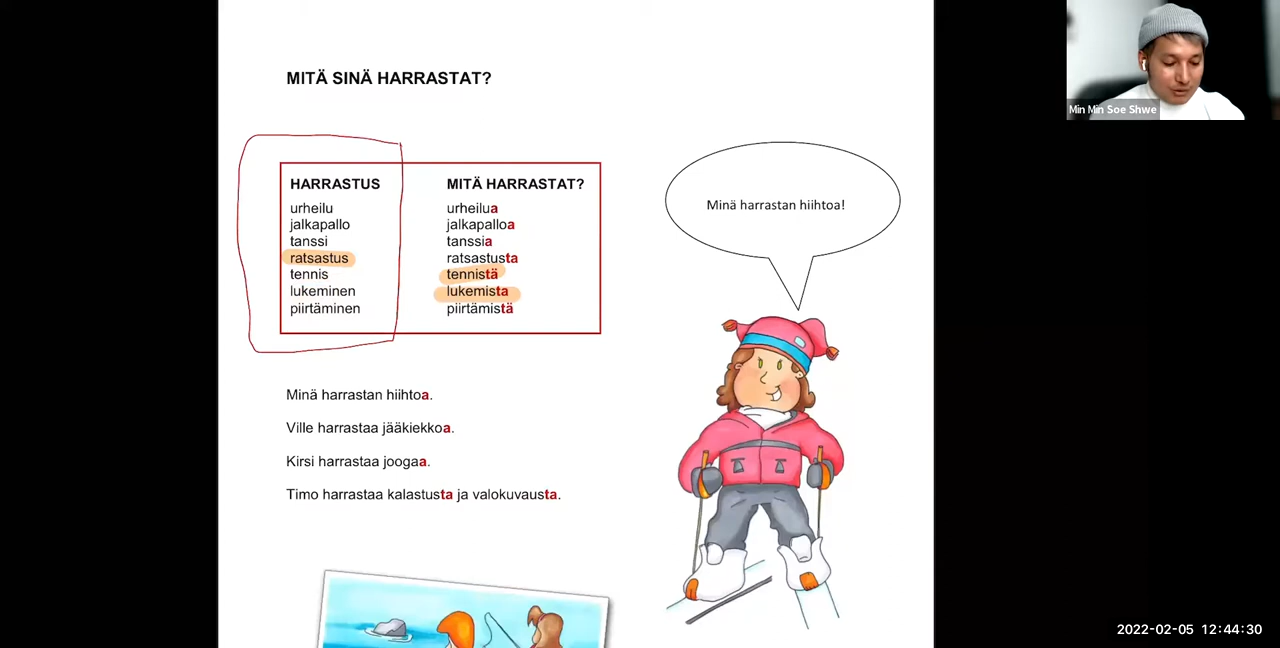 MITÄ SINÄ HARRASTAT?
HARRASTUS
urheilu
jalkapallo
tanssi
ratsastus
tennis
lukeminen
piirtäminen
MITÄ HARRASTAT?
urheilua
jalkapalloa
tanssia
ratsastusta
tennistä
lukemista
piirtämistä
Minä harrastan hiihtoa.
Ville harrastaa jääkiekkoa.
Kirsi harrastaa joogaa.
Timo harrastaa kalastusta ja valokuvausta.
Minä harrastan hiihtoa!
Min Min Soe Shwe
2022-02-05 12:44:30